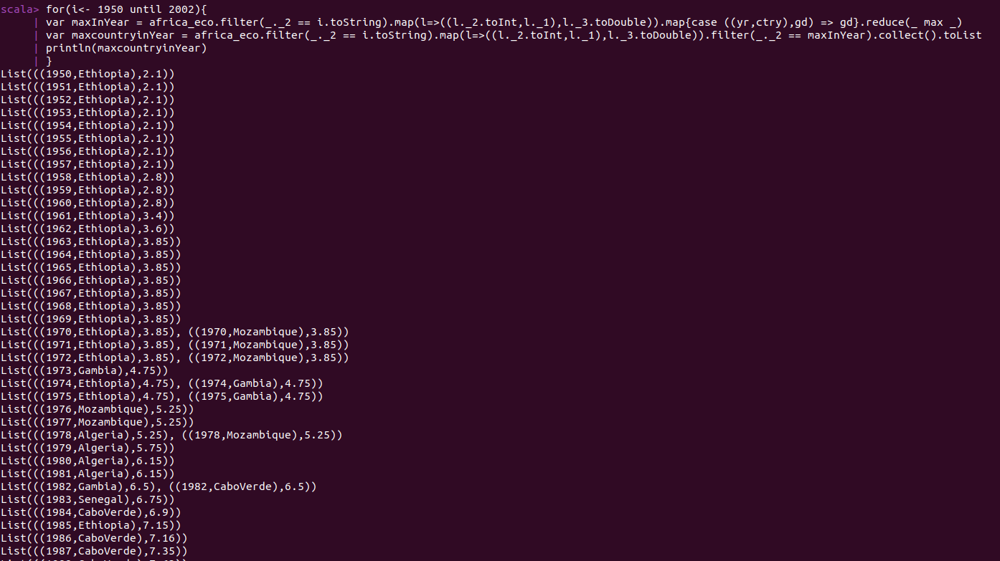 scala> for(i<- 1950 until 2002){
| var maxInYear = africa_eco.filter(_._2 == i.toString).map(l=>((l._2.toInt,l._1),l._3.toDouble)).map{case ((yr,ctry),gd) => gd}.reduce(_ max _)
| var maxcountryinYear = africa_eco.filter(_._2 == i.toString).map(l=>((l._2.toInt,l._1),l._3.toDouble)).filter(_._2 == maxInYear).collect().toList
| println(maxcountryinYear)
| }
List(((1950,Ethiopia),2.1))
List(((1951,Ethiopia),2.1))
List(((1952,Ethiopia),2.1))
List(((1953,Ethiopia),2.1))
List(((1954,Ethiopia),2.1))
List(((1955,Ethiopia),2.1))
List(((1956,Ethiopia),2.1))
List(((1957,Ethiopia),2.1))
List(((1958,Ethiopia),2.8))
List(((1959,Ethiopia),2.8))
List(((1960,Ethiopia),2.8))
List(((1961,Ethiopia),3.4))
List(((1962,Ethiopia),3.6))
List(((1963,Ethiopia),3.85))
List(((1964,Ethiopia),3.85))
List(((1965,Ethiopia),3.85))
List(((1966,Ethiopia),3.85))
List(((1967,Ethiopia),3.85))
List(((1968,Ethiopia),3.85))
List(((1969,Ethiopia),3.85))
List(((1970,Ethiopia),3.85), ((1970,Mozambique),3.85))
List(((1971,Ethiopia),3.85), ((1971,Mozambique),3.85))
List(((1972,Ethiopia),3.85), ((1972,Mozambique),3.85))
List(((1973,Gambia),4.75))
List(((1974,Ethiopia),4.75), ((1974,Gambia),4.75))
List(((1975,Ethiopia),4.75), ((1975,Gambia),4.75))
List(((1976,Mozambique),5.25))
List(((1977,Mozambique),5.25))
List(((1978,Algeria),5.25), ((1978,Mozambique),5.25))
List(((1979,Algeria),5.75))
List(((1980,Algeria),6.15))
List(((1981,Algeria),6.15))
List(((1982,Gambia),6.5), ((1982,CaboVerde),6.5))
List(((1983,Senegal),6.75))
List(((1984,CaboVerde),6.9))
List(((1985,Ethiopia),7.15))
List(((1986,CaboVerde),7.16))
List(((1987,CaboVerde),7.35))